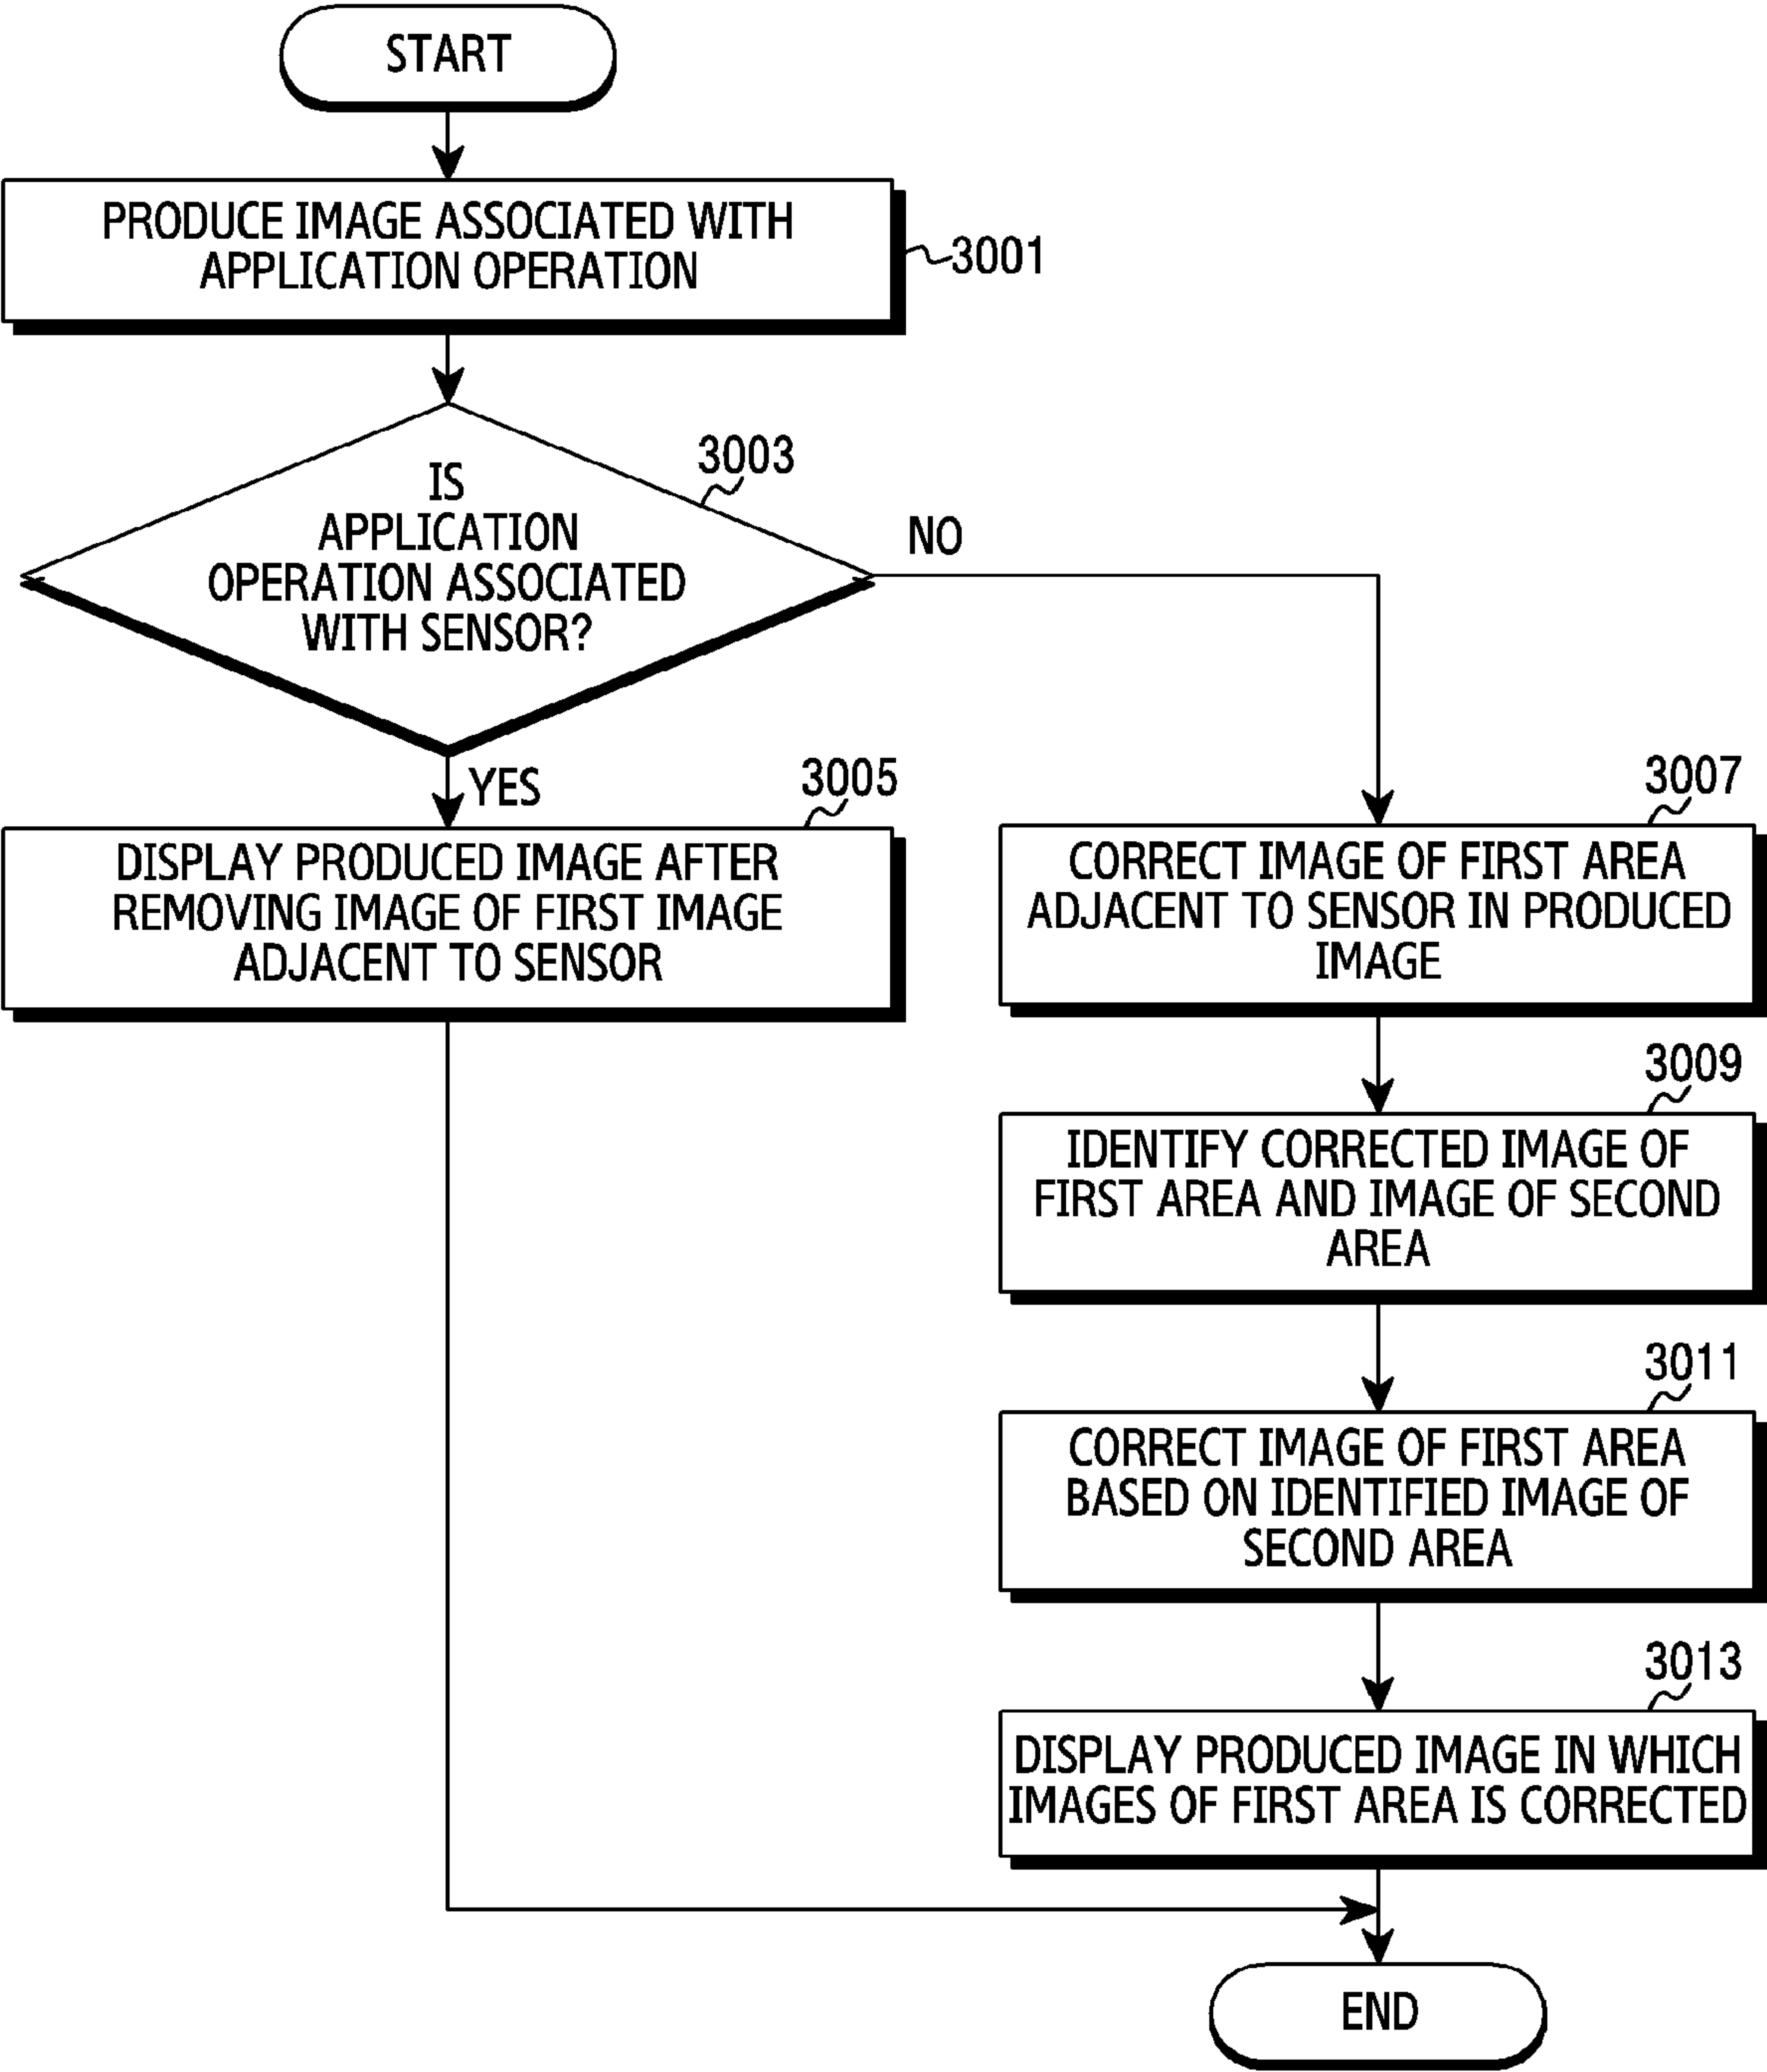 START
PRODUCE IMAGE ASSOCIATED WITH
APPLICATION OPERATION
3001
IS
APPLICATION
OPERATION ASSOCIATED
WITH SENSOR?
3003
NO
YES
3005
DISPLAY PRODUCED IMAGE AFTER
REMOVING IMAGE OF FIRST IMAGE
ADJACENT TO SENSOR
3007
CORRECT IMAGE OF FIRST AREA
ADJACENT TO SENSOR IN PRODUCED
IMAGE
3009
IDENTIFY CORRECTED IMAGE OF
FIRST AREA AND IMAGE OF SECOND
AREA
3011
CORRECT IMAGE OF FIRST AREA
BASED ON IDENTIFIED IMAGE OF
SECOND AREA
3013
DISPLAY PRODUCED IMAGE IN WHICH
IMAGES OF FIRST AREA IS CORRECTED
END